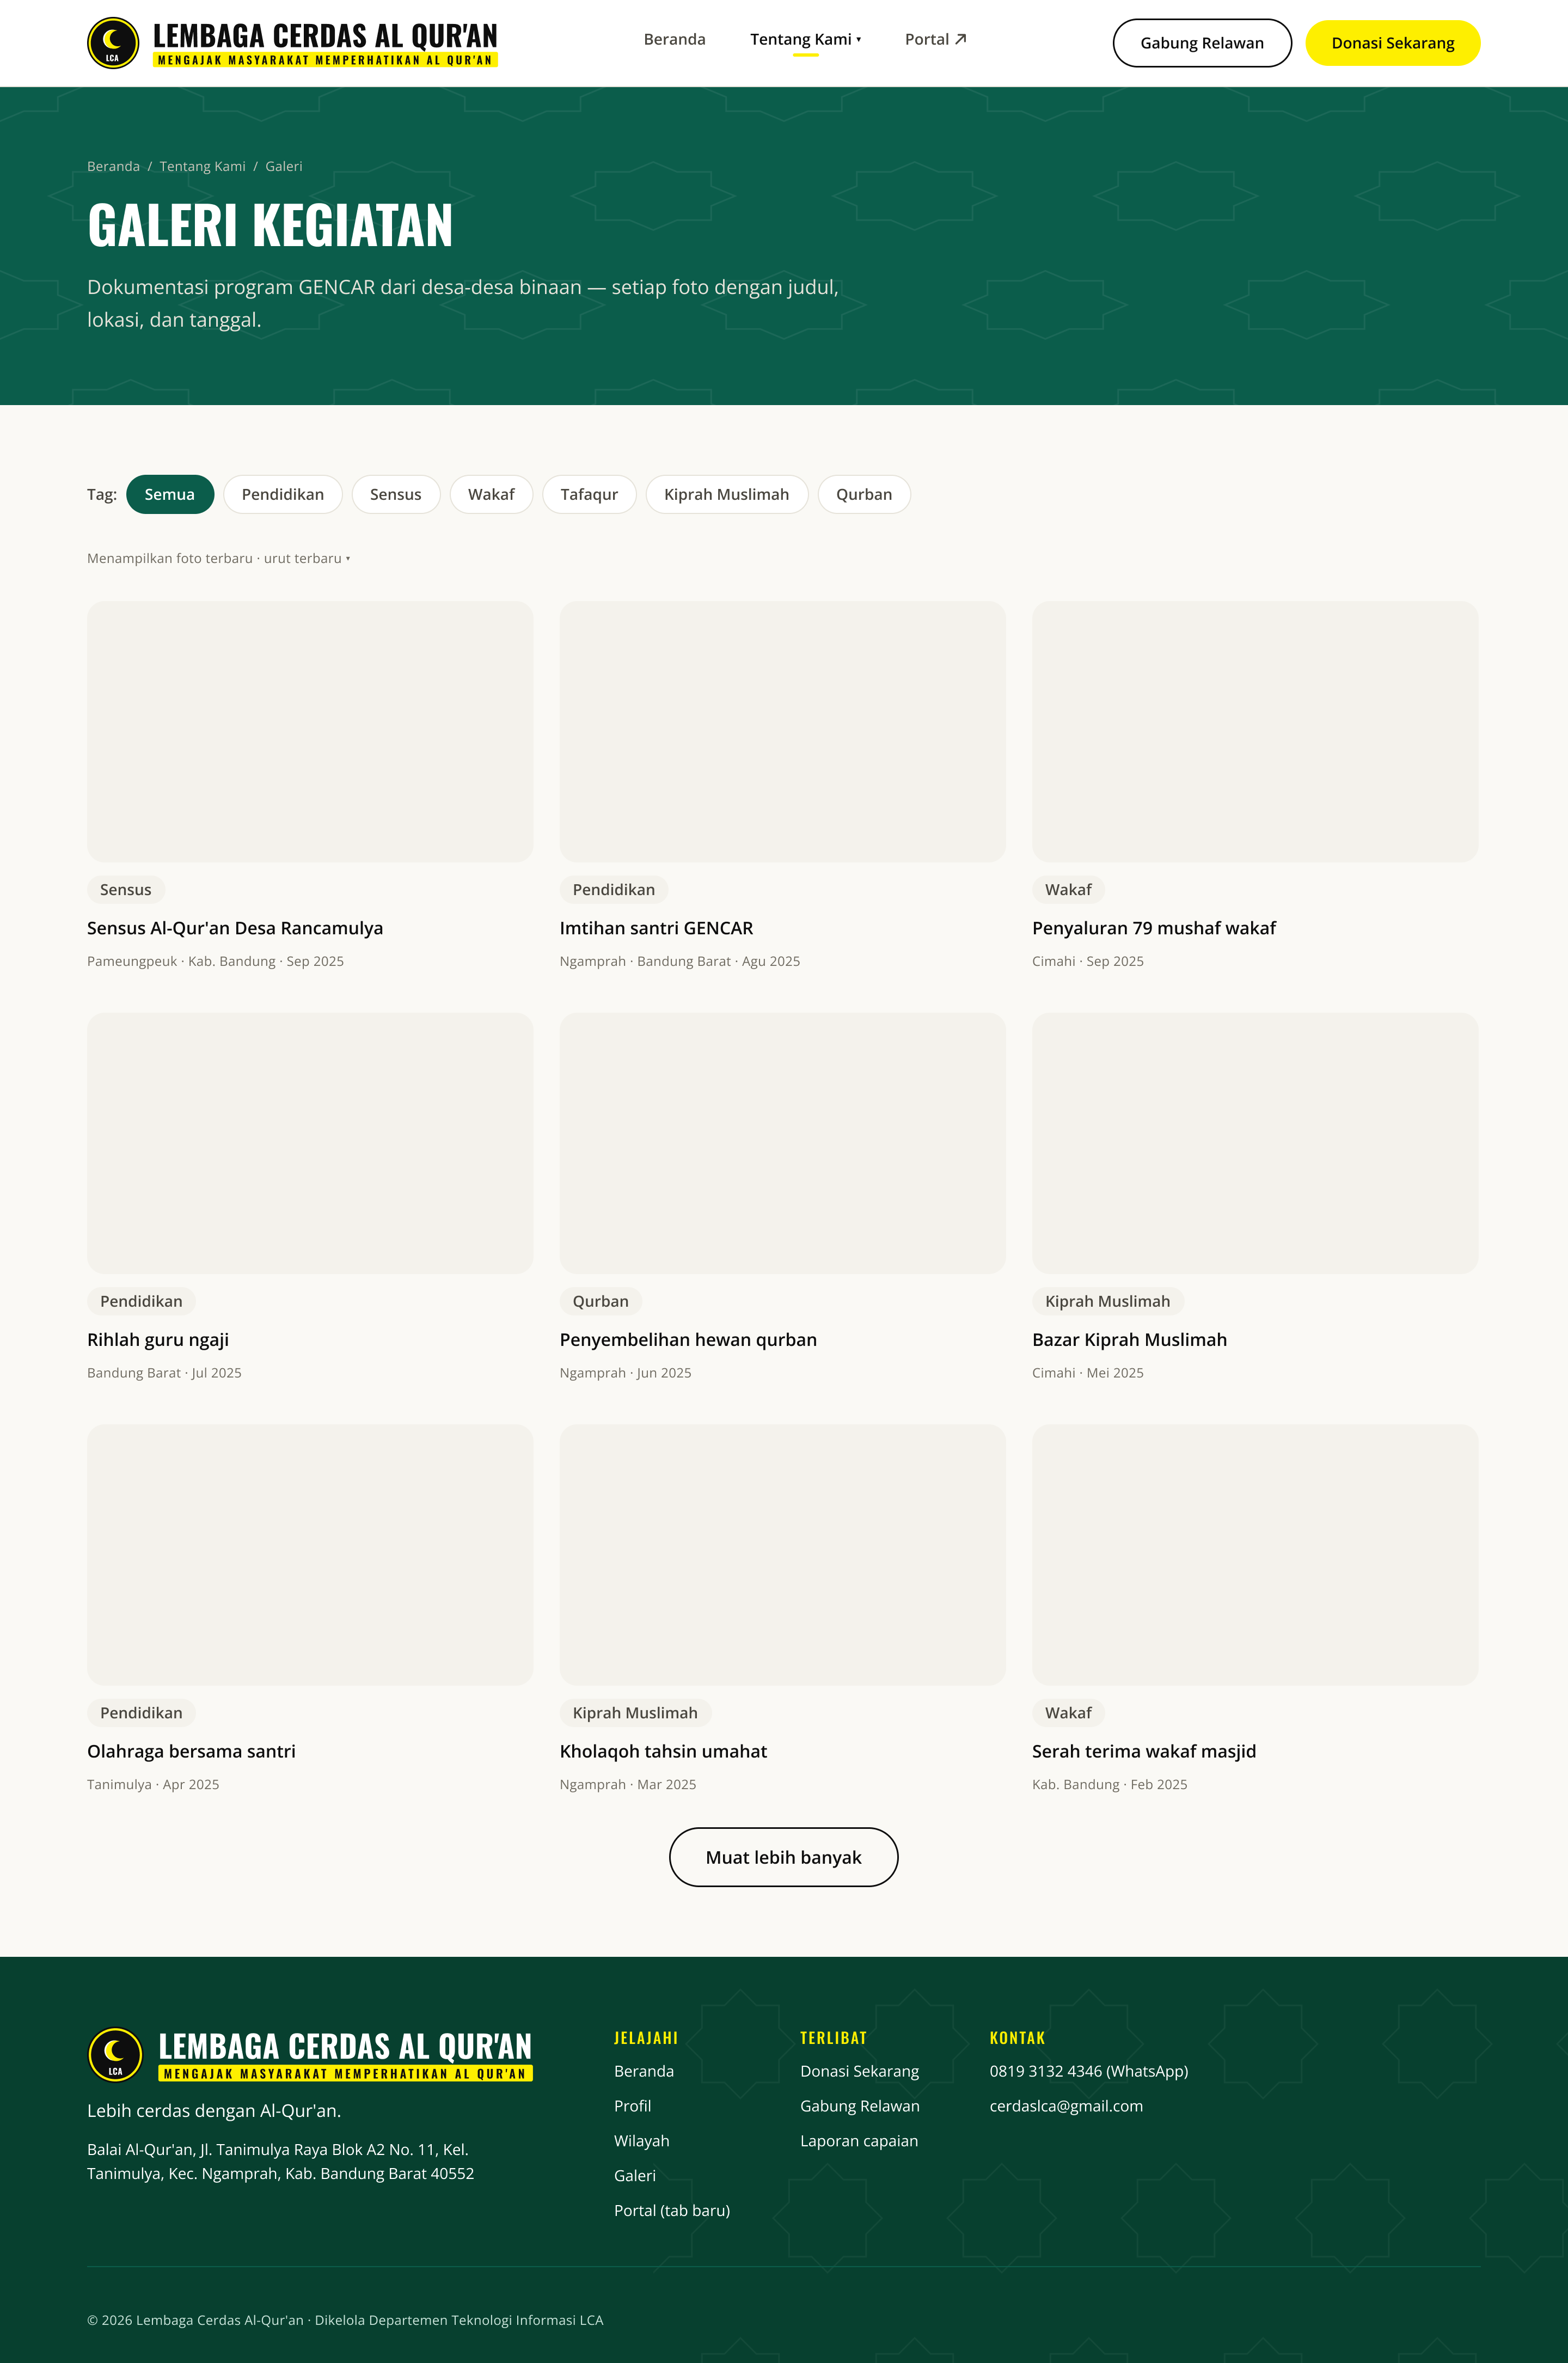 LCA
LEMBAGA CERDAS AL QUR'AN
MENGAJAK MASYARAKAT MEMPERHATIKAN AL QUR'AN
Beranda
Tentang Kami ▾
Portal ↗
Gabung Relawan
Donasi Sekarang
Beranda / Tentang Kami / Galeri
GALERI KEGIATAN
Dokumentasi program GENCAR dari desa-desa binaan — setiap foto dengan judul,
lokasi, dan tanggal.
Tag: Semua Pendidikan Sensus Wakaf Tafaqur Kiprah Muslimah Qurban
Menampilkan foto terbaru · urut terbaru ▾
Sensus
Sensus Al-Qur'an Desa Rancamulya
Pameungpeuk · Kab. Bandung · Sep 2025
Pendidikan
Imtihan santri GENCAR
Ngamprah · Bandung Barat · Agu 2025
Wakaf
Penyaluran 79 mushaf wakaf
Cimahi · Sep 2025
Pendidikan
Rihlah guru ngaji
Bandung Barat · Jul 2025
Qurban
Penyembelihan hewan qurban
Ngamprah · Jun 2025
Kiprah Muslimah
Bazar Kiprah Muslimah
Cimahi · Mei 2025
Pendidikan
Olahraga bersama santri
Tanimulya · Apr 2025
Kiprah Muslimah
Kholaqoh tahsin umahat
Ngamprah · Mar 2025
Wakaf
Serah terima wakaf masjid
Kab. Bandung · Feb 2025
Muat lebih banyak
LCA
LEMBAGA CERDAS AL QUR'AN
MENGAJAK MASYARAKAT MEMPERHATIKAN AL QUR'AN
Lebih cerdas dengan Al-Qur'an.
Balai Al-Qur'an, Jl. Tanimulya Raya Blok A2 No. 11, Kel.
Tanimulya, Kec. Ngamprah, Kab. Bandung Barat 40552
JELAJAHI
Beranda
Profil
Wilayah
Galeri
Portal (tab baru)
TERLIBAT
Donasi Sekarang
Gabung Relawan
Laporan capaian
KONTAK
0819 3132 4346 (WhatsApp)
cerdaslca@gmail.com
© 2026 Lembaga Cerdas Al-Qur'an · Dikelola Departemen Teknologi Informasi LCA